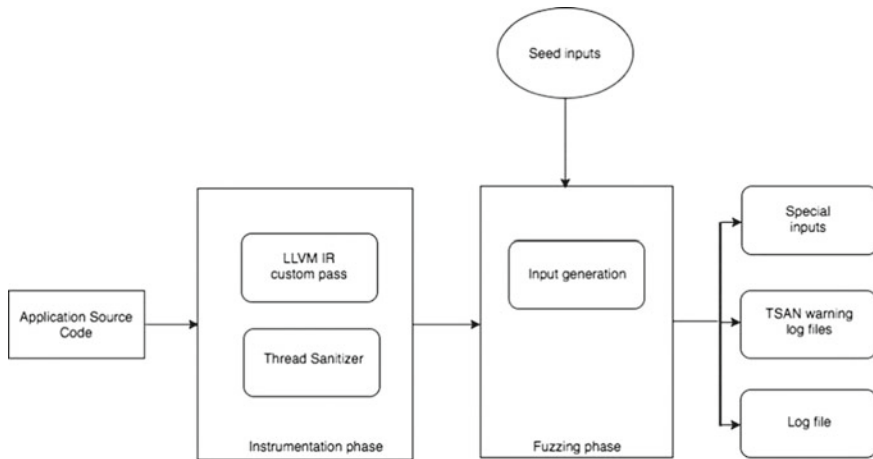 Seed inputs
Application Source
Code
LLVM IR
custom pass
Thread Sanitizer
Instrumentation phase
Input generation
Fuzzing phase
Special
inputs
TSAN warning
log files
Log file